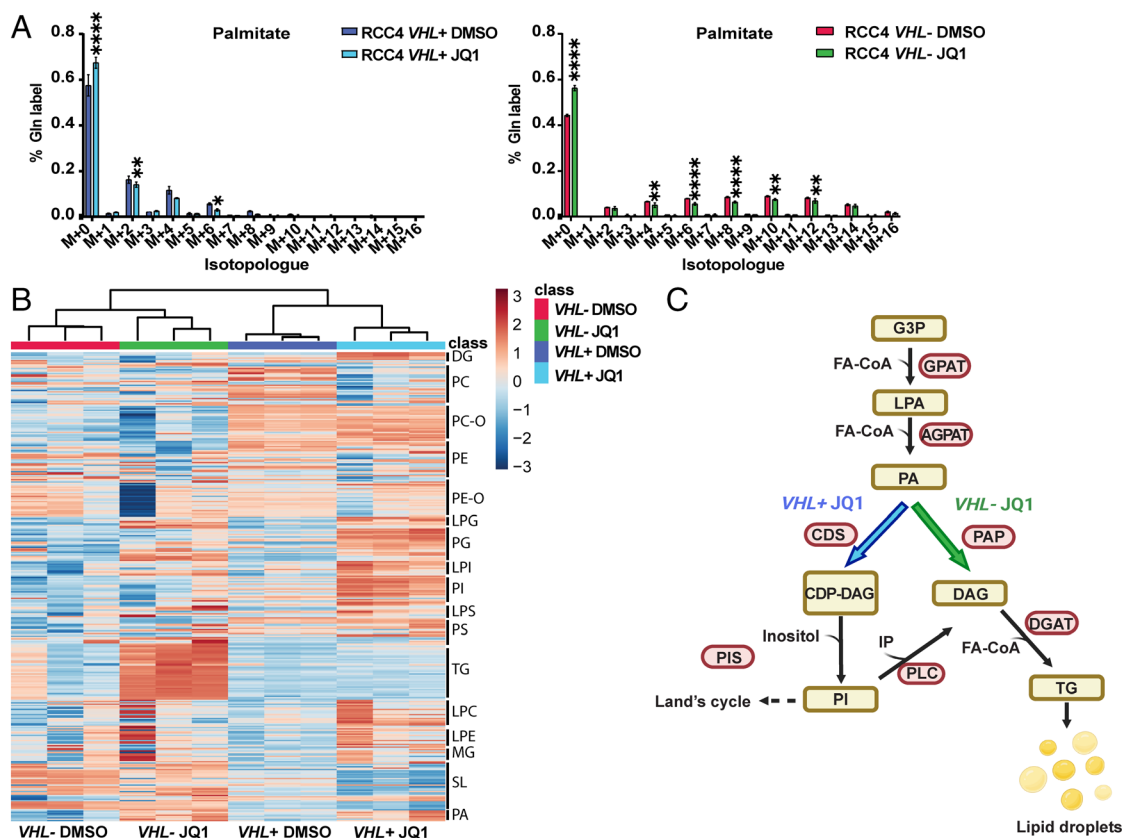 A
Palmitate
RCC4 VHL+ DMSO
RCC4 VHL+ JQ1
% Gln label
0.8
0.6
0.4
0.2
0.0
****
**
*
M+0
M+1
M+2
M+3
M+4
M+5
M+6
M+7
M+8
M+9
M+10
M+11
M+12
M+13
M+14
M+15
M+16
Isotopologue
Palmitate
RCC4 VHL- DMSO
RCC4 VHL- JQ1
% Gln label
0.8
0.6
0.4
0.2
0.0
****
**
****
****
**
**
M+0
M+1
M+2
M+3
M+4
M+5
M+6
M+7
M+8
M+9
M+10
M+11
M+12
M+13
M+14
M+15
M+16
Isotopologue
B
class
DG
PC
PC-O
PE
PE-O
LPG
PG
LPI
PI
LPS
PS
TG
LPC
LPE
MG
SL
PA
VHL- DMSO
VHL- JQ1
VHL+ DMSO
VHL+ JQ1
3
2
1
0
−1
−2
−3
class
VHL- DMSO
VHL- JQ1
VHL+ DMSO
VHL+ JQ1
C
G3P
FA-CoA
GPAT
LPA
FA-CoA
AGPAT
PA
VHL+ JQ1
VHL- JQ1
CDS
PAP
CDP-DAG
DAG
Inositol
IP
FA-CoA
DGAT
PIS
PLC
Land's cycle
PI
TG
Lipid droplets